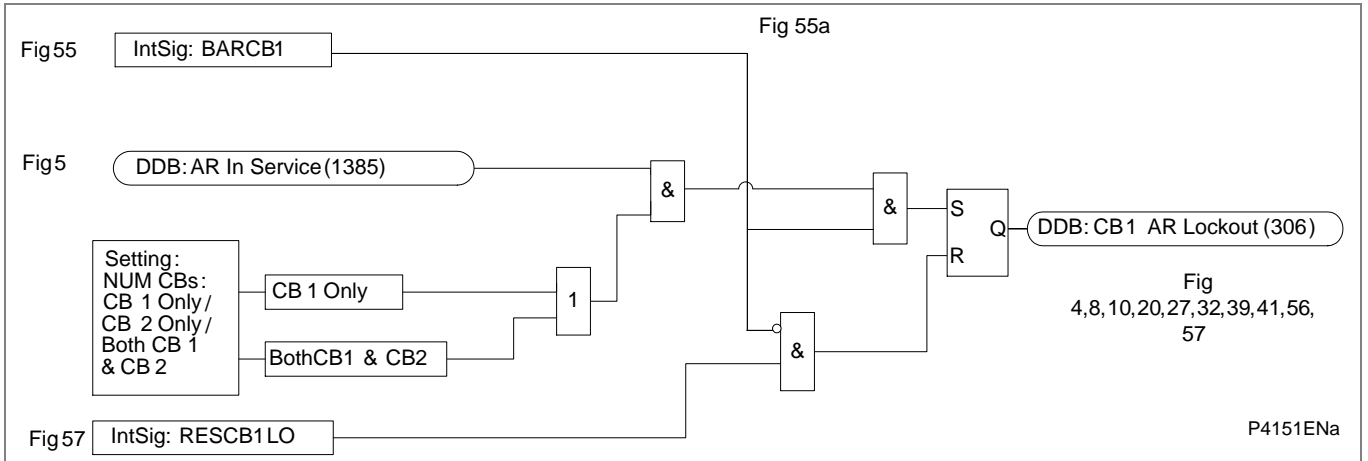 Fig 55a
Fig 55
IntSig: BARCB1
Fig 5
DDB: AR In Service (1385)
&
&
S
Q
R
DDB: CB1 AR Lockout (306)
Setting:
NUM CBs:
CB 1 Only /
CB 2 Only /
Both CB 1
& CB 2
CB 1 Only
1
Both CB1 & CB2
&
Fig
4,8,10,20,27,32,39,41,56,
57
Fig 57
IntSig: RESCB1LO
P4151ENa